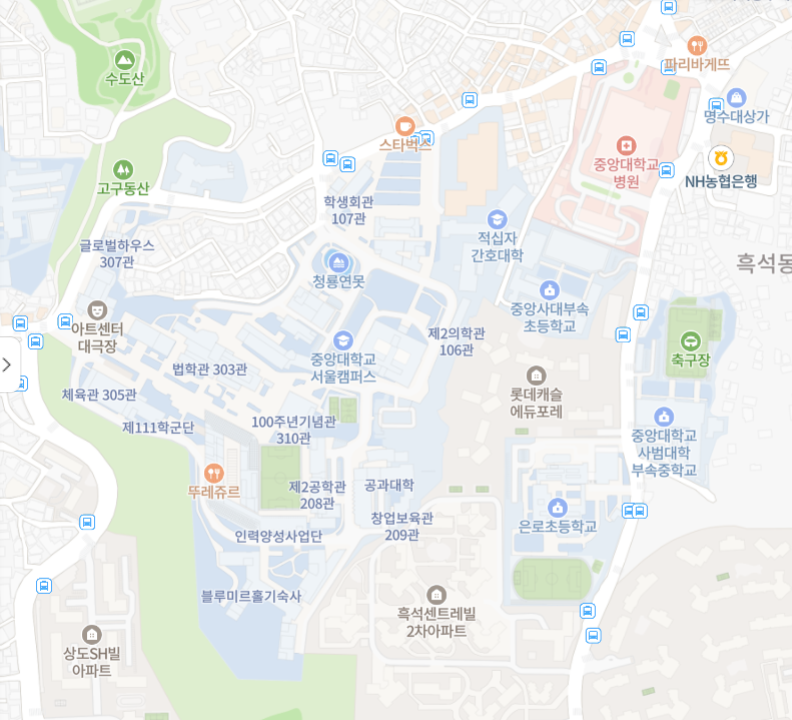 파리바게뜨
수도산
명수대상가
스타벅스
중앙대학교
병원
NH농협은행
고구동산
학생회관
107관
적십자
간호대학
글로벌하우스
307관
흑석동
청룡연못
중앙사대부속
초등학교
아트센터
대극장
제2의학관
106관
축구장
중앙대학교
서울캠퍼스
법학관 303관
롯데캐슬
에듀포레
체육관 305관
제111학군단
100주년기념관
310관
중앙대학교
사범대학
부속중학교
뚜레쥬르
제2공학관
208관
공과대학
창업보육관
209관
은로초등학교
인력양성사업단
블루미르홀기숙사
흑석센트레빌
2차아파트
상도SH빌
아파트